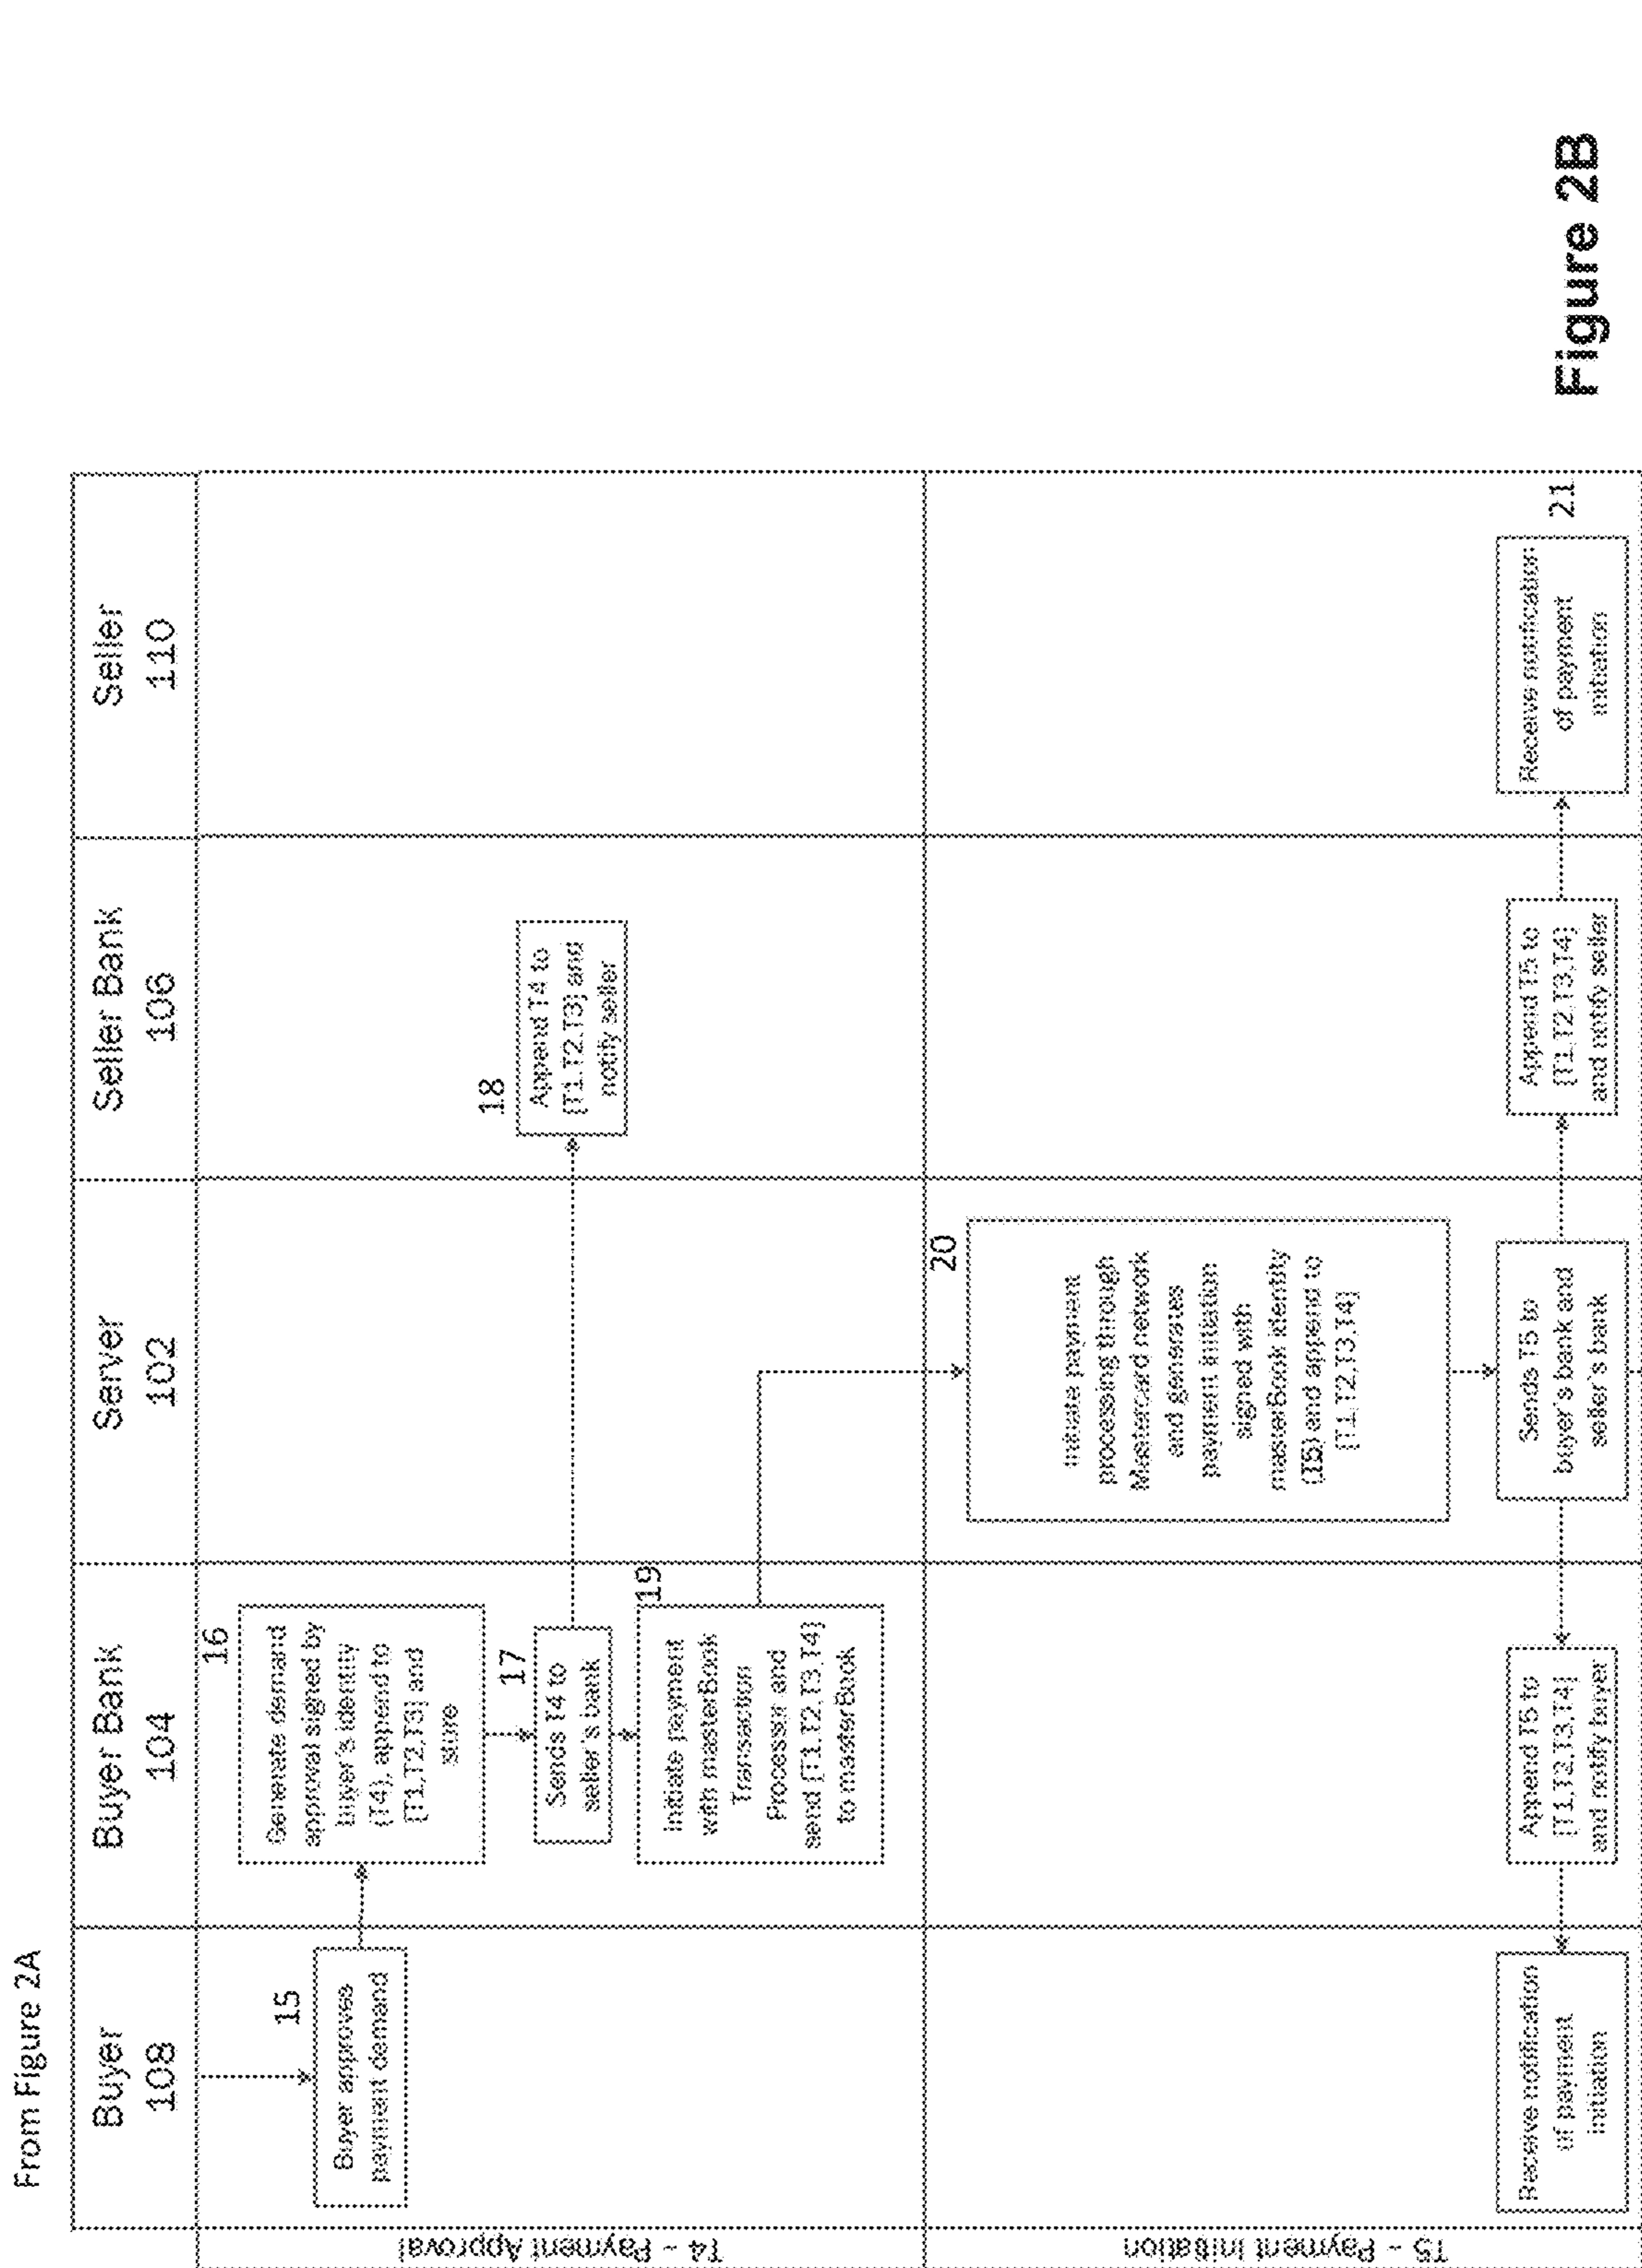 From Figure 2A
Buyer
108
Buyer Bank
104
Server
102
Seller Bank
106
Seller
110
T4 - Payment Approval
15
Buyer approves
payment demand
16
Generate demand
approval signed by
buyer's identity
(T4), append to
[T1,T2,T3] and
store
17
Sends T4 to
seller's bank
18
Append T4 to
[T1,T2,T3] and
notify seller
19
Initiate payment
with masterBook
Transaction
Processor and
send [T1,T2,T3,T4]
to masterBook
T5 - Payment Initiation
20
Initiate payment
processing through
Mastercard network
and generates
payment initiation
signed with
masterBook identity
(T5) and append to
[T1,T2,T3,T4]
Sends T5 to
buyer's bank and
seller's bank
Append T5 to
[T1,T2,T3,T4]
and notify buyer
Receive notification
of payment
initiation
Append T5 to
[T1,T2,T3,T4]
and notify seller
Receive notification
of payment
initiation
21
Figure 2B